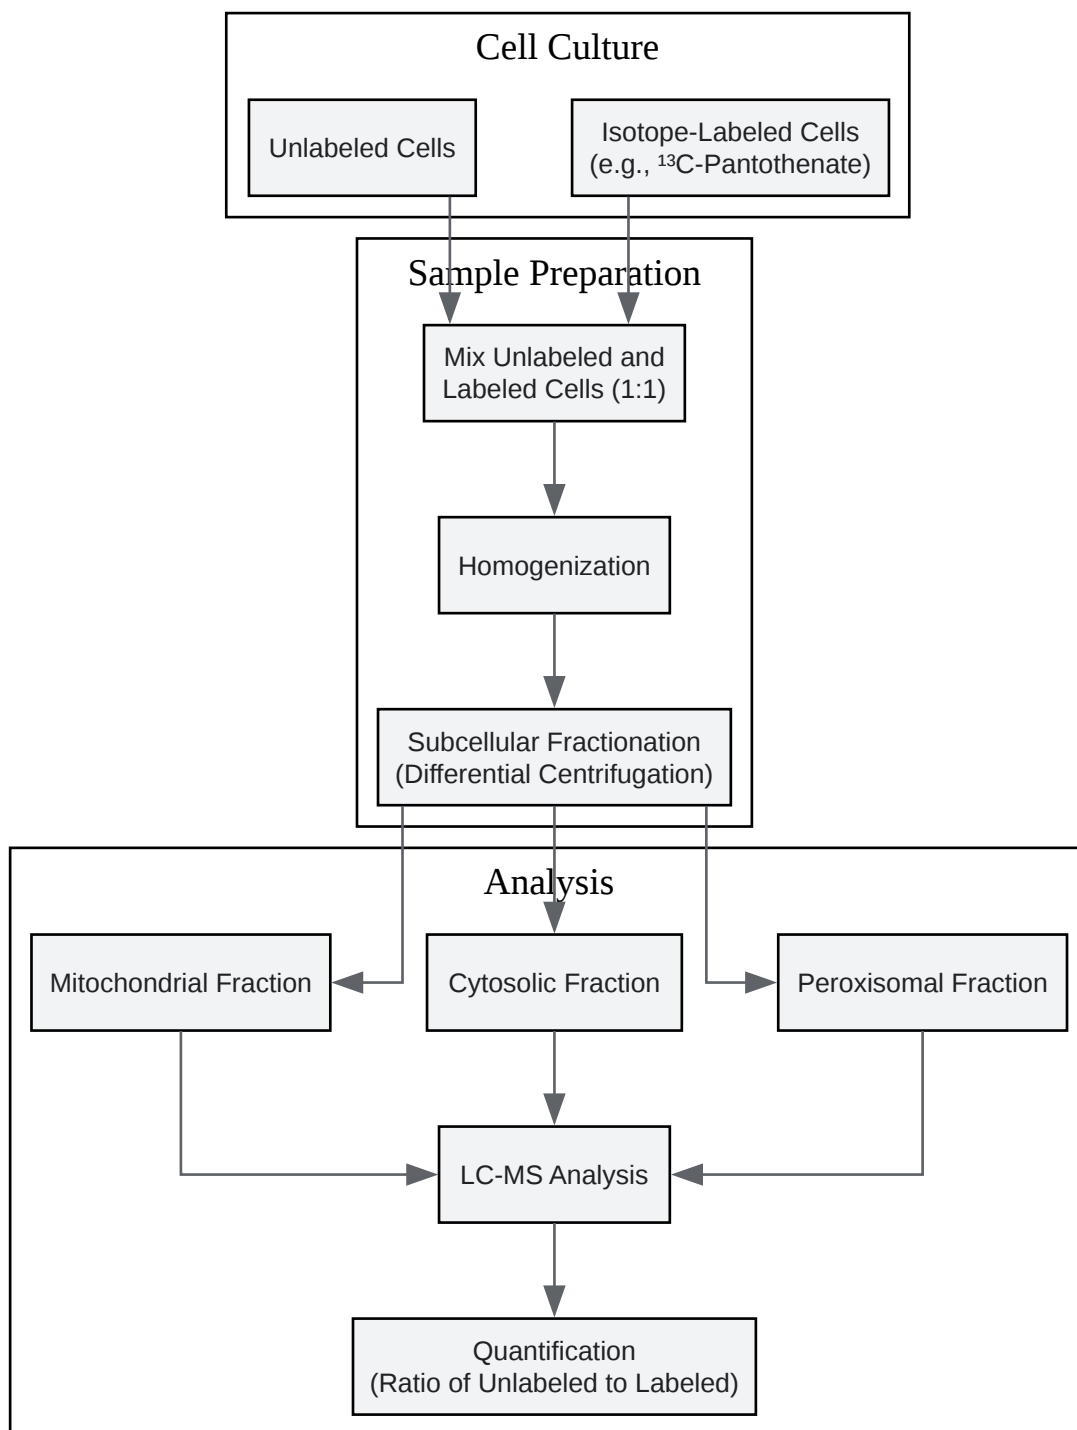 Cell Culture
Unlabeled Cells
Isotope-Labeled Cells
(e.g., ¹³C-Pantothenate)
Sample Preparation
Mix Unlabeled and
Labeled Cells (1:1)
Homogenization
Subcellular Fractionation
(Differential Centrifugation)
Analysis
Mitochondrial Fraction
Cytosolic Fraction
Peroxisomal Fraction
LC-MS Analysis
Quantification
(Ratio of Unlabeled to Labeled)